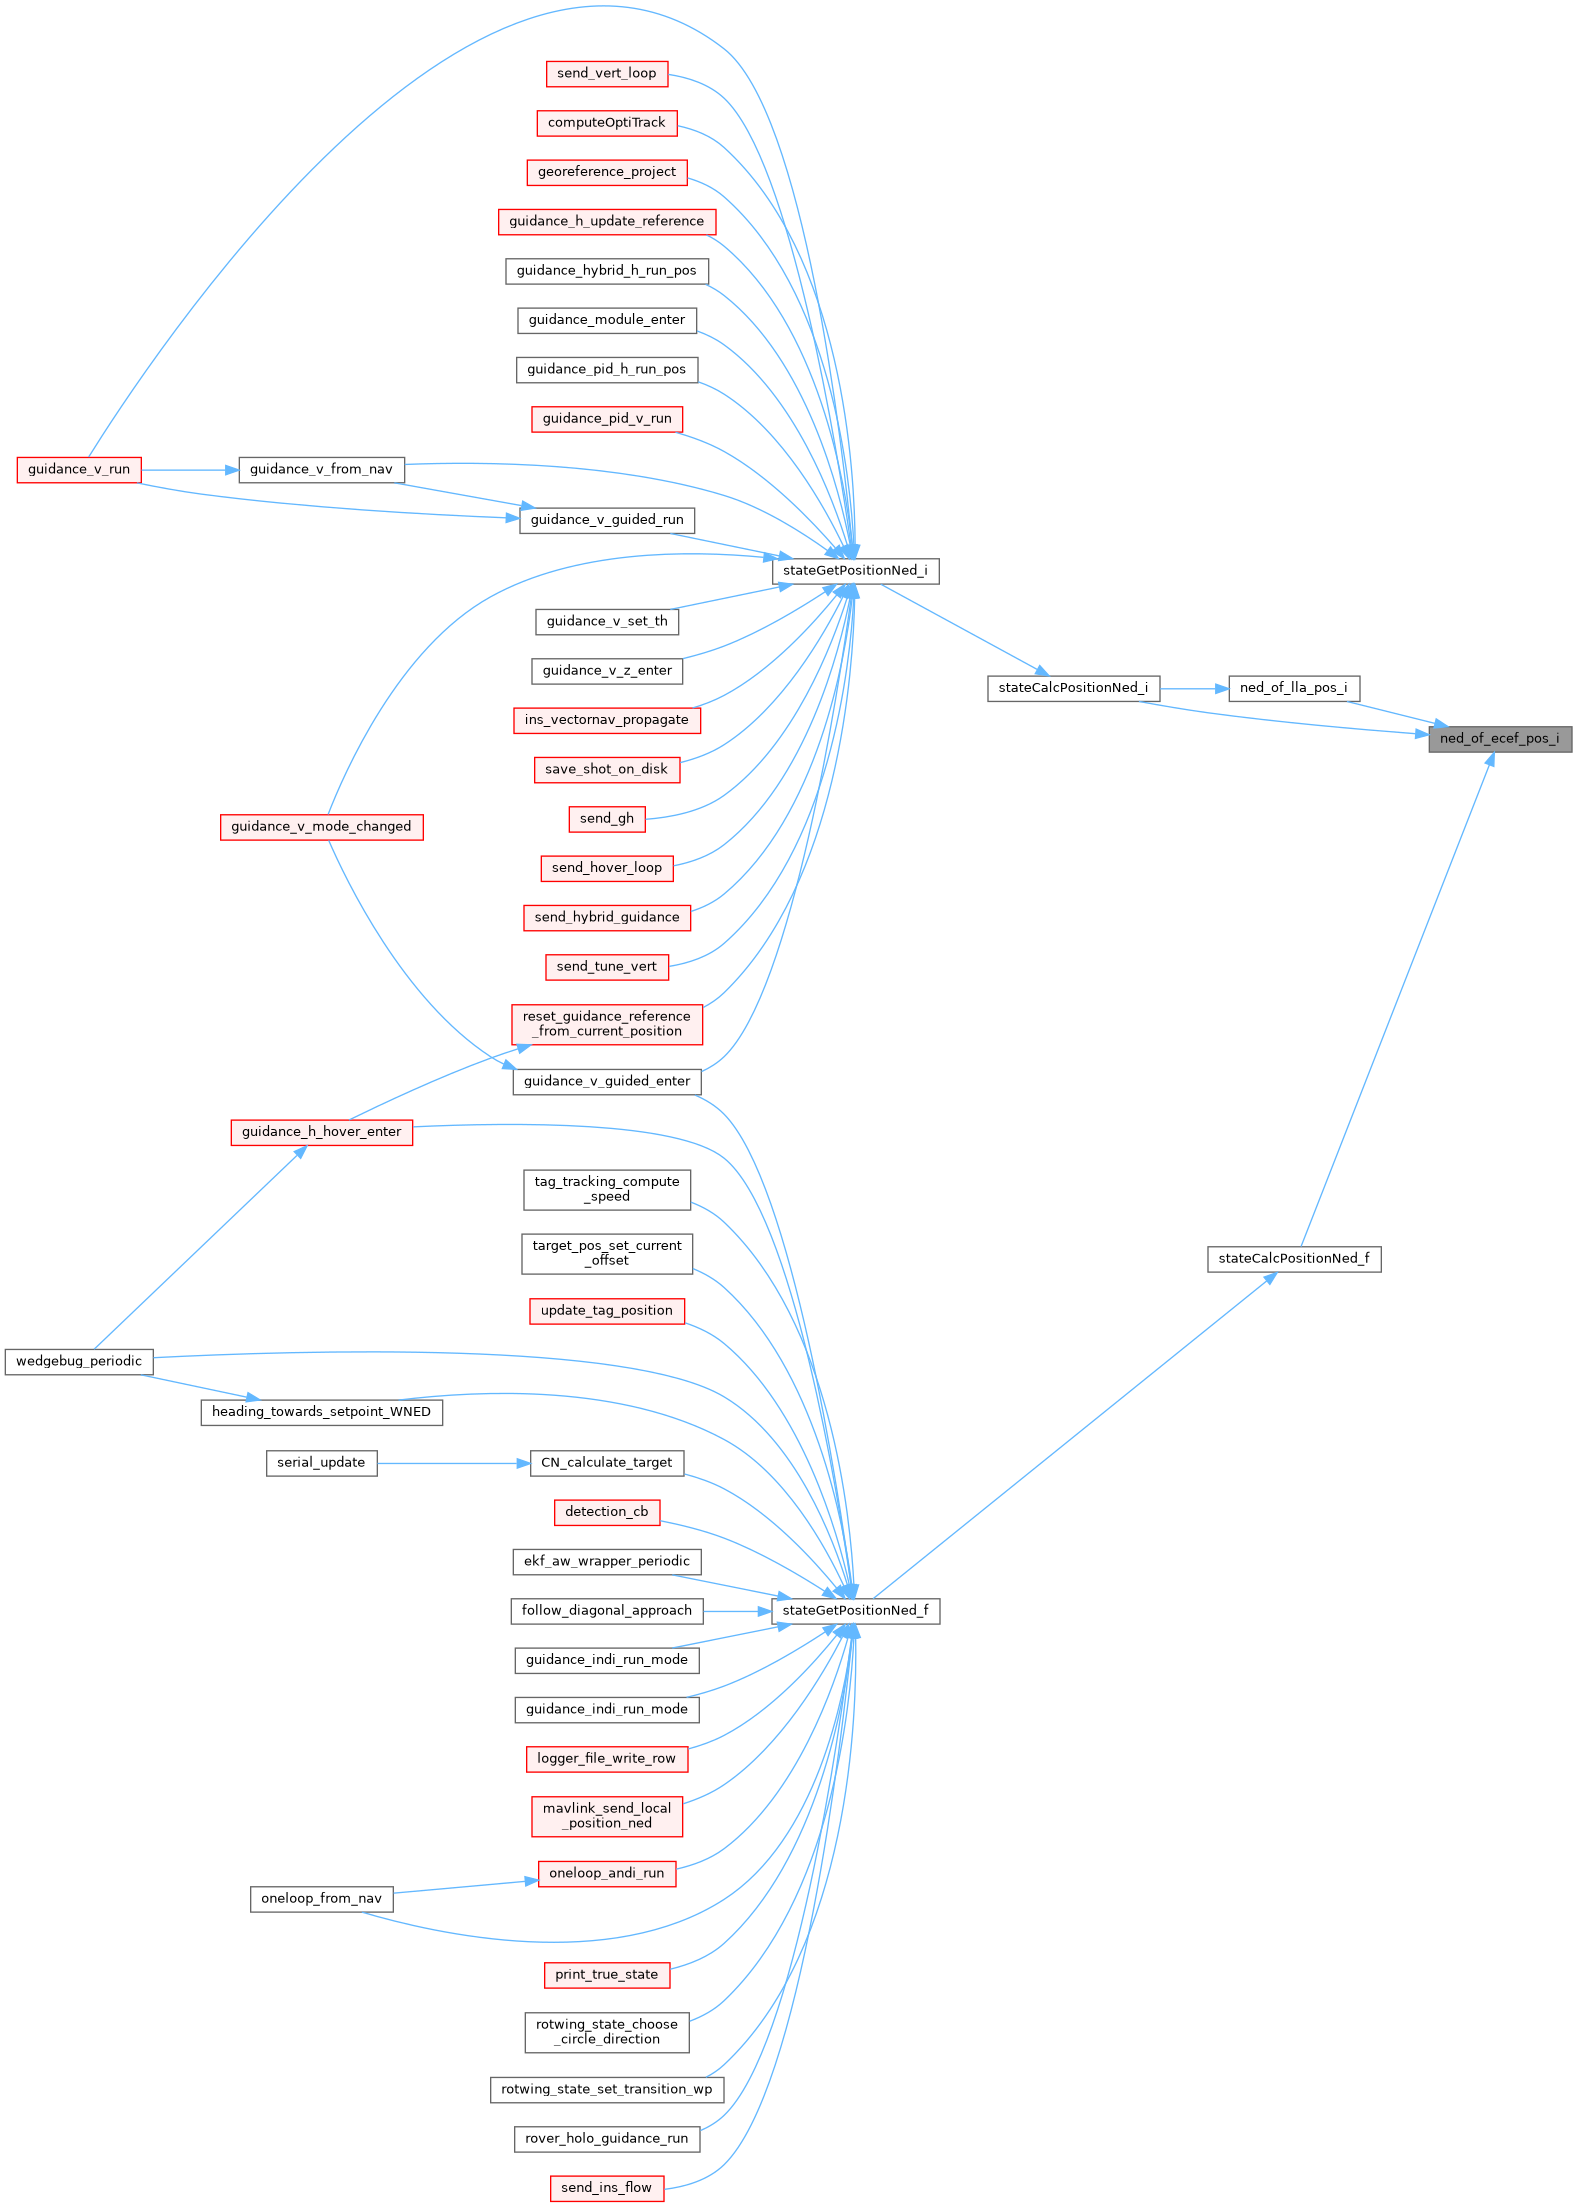 send_vert_loop
computeOptiTrack
georeference_project
guidance_h_update_reference
guidance_hybrid_h_run_pos
guidance_module_enter
guidance_pid_h_run_pos
guidance_pid_v_run
guidance_v_run
guidance_v_from_nav
guidance_v_guided_run
stateGetPositionNed_i
guidance_v_set_th
guidance_v_z_enter
stateCalcPositionNed_i
ned_of_lla_pos_i
ins_vectornav_propagate
ned_of_ecef_pos_i
save_shot_on_disk
send_gh
guidance_v_mode_changed
send_hover_loop
send_hybrid_guidance
send_tune_vert
reset_guidance_reference
_from_current_position
guidance_v_guided_enter
guidance_h_hover_enter
tag_tracking_compute
_speed
target_pos_set_current
_offset
stateCalcPositionNed_f
update_tag_position
wedgebug_periodic
heading_towards_setpoint_WNED
serial_update
CN_calculate_target
detection_cb
ekf_aw_wrapper_periodic
follow_diagonal_approach
stateGetPositionNed_f
guidance_indi_run_mode
guidance_indi_run_mode
logger_file_write_row
mavlink_send_local
_position_ned
oneloop_andi_run
oneloop_from_nav
print_true_state
rotwing_state_choose
_circle_direction
rotwing_state_set_transition_wp
rover_holo_guidance_run
send_ins_flow